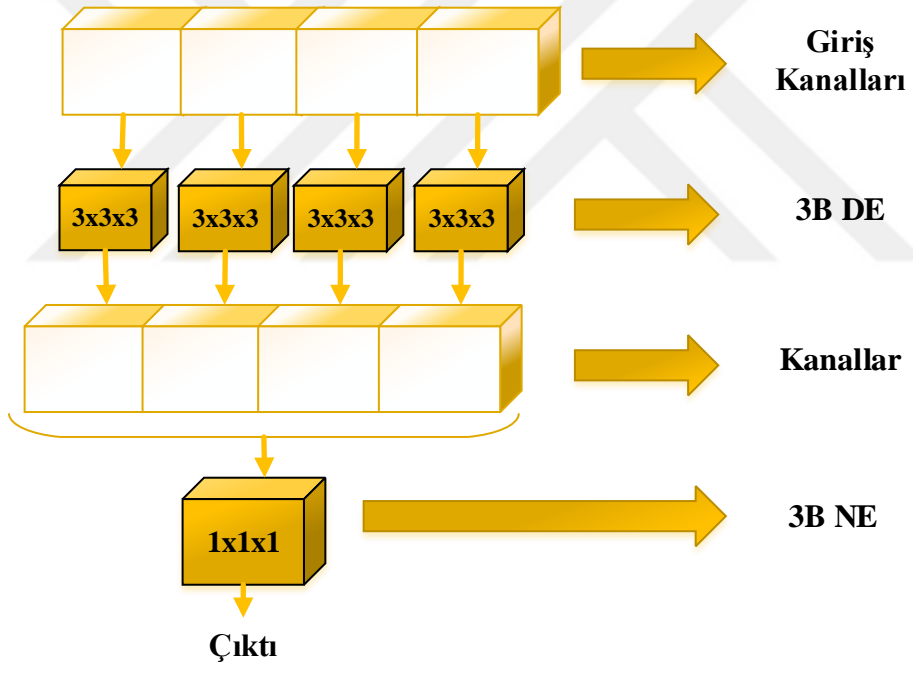 Giriş
Kanalları
3x3x3 3x3x3 3x3x3 3x3x3
3B DE
Kanallar
1x1x1
3B NE
Çıktı